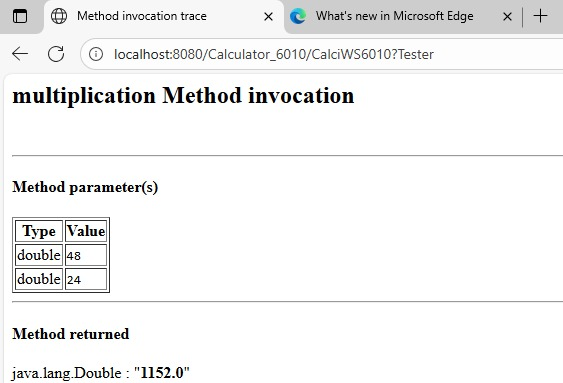 Method invocation trace
What's new in Microsoft Edge
localhost:8080/Calculator_6010/CalciWS6010?Tester
multiplication Method invocation
Method parameter(s)
Type Value
double 48
double 24
Method returned
java.lang.Double : "1152.0"